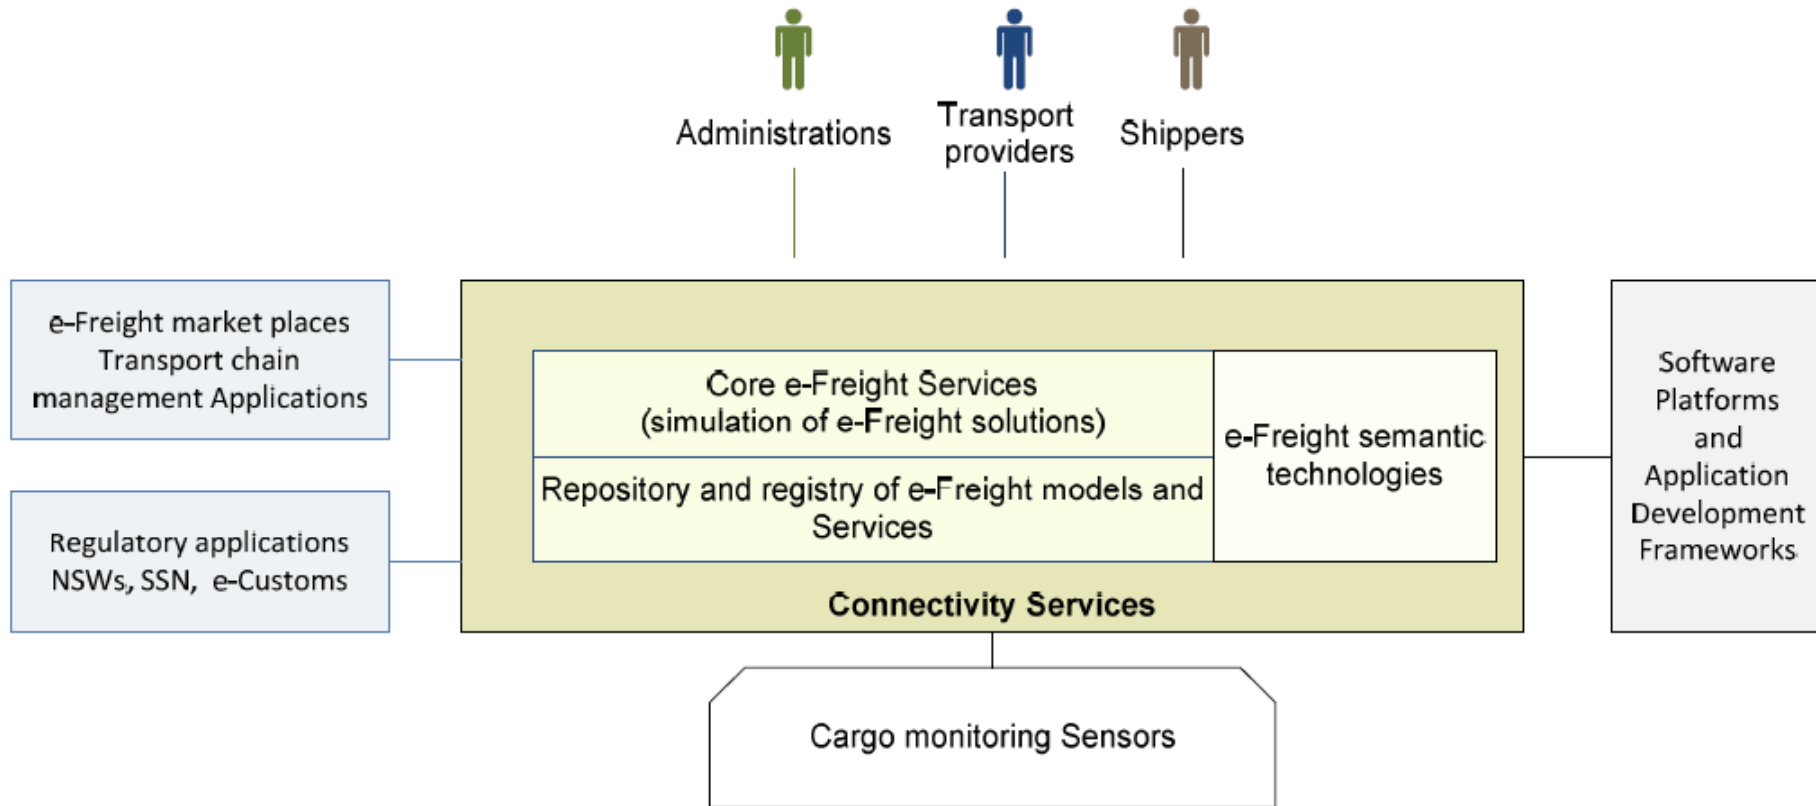 Administrations
Transport
providers
Shippers
e-Freight market places
Transport chain
management Applications
Regulatory applications
NSWs, SSN, e-Customs
Core e-Freight Services
(simulation of e-Freight solutions)
Repository and registry of e-Freight models and
Services
e-Freight semantic
technologies
Connectivity Services
Software
Platforms
and
Application
Development
Frameworks
Cargo monitoring Sensors